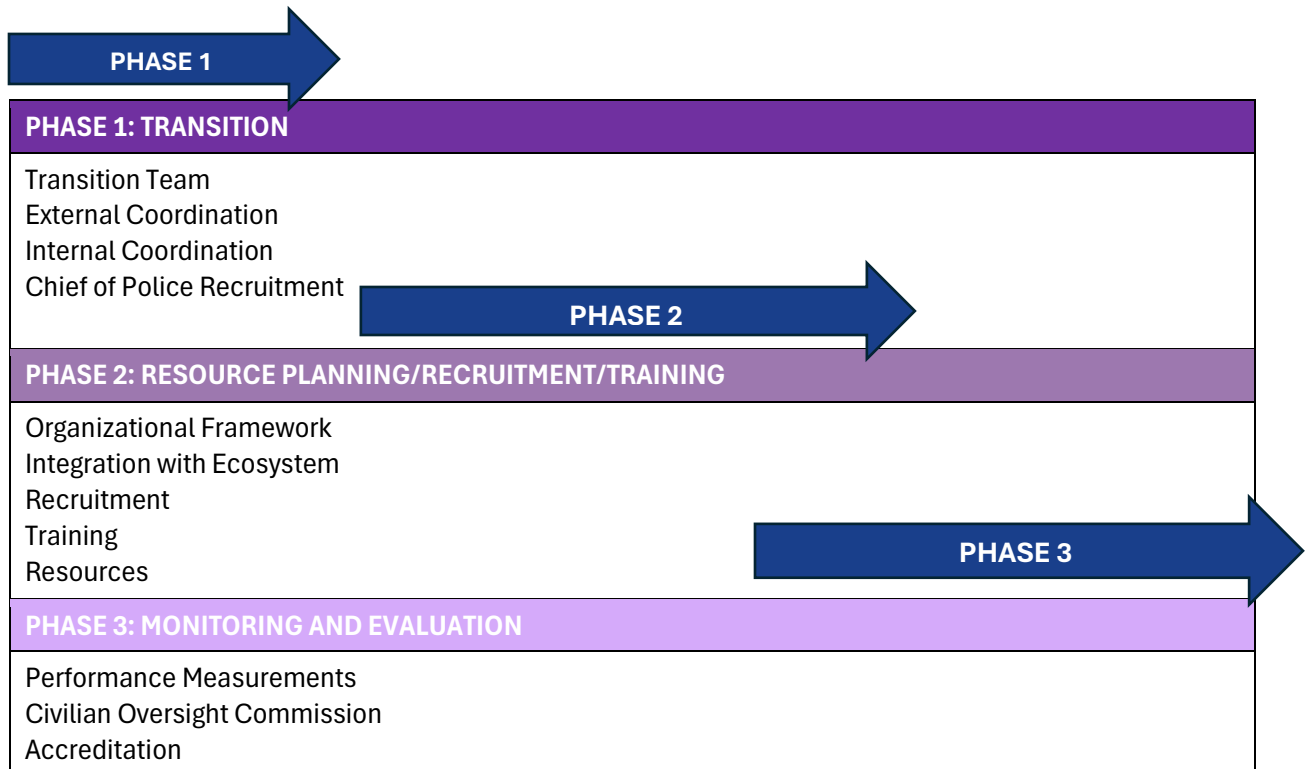 PHASE 1
PHASE 1: TRANSITION
Transition Team
External Coordination
Internal Coordination
Chief of Police Recruitment
PHASE 2
PHASE 2: RESOURCE PLANNING/RECRUITMENT/TRAINING
Organizational Framework
Integration with Ecosystem
Recruitment
Training
Resources
PHASE 3
PHASE 3: MONITORING AND EVALUATION
Performance Measurements
Civilian Oversight Commission
Accreditation